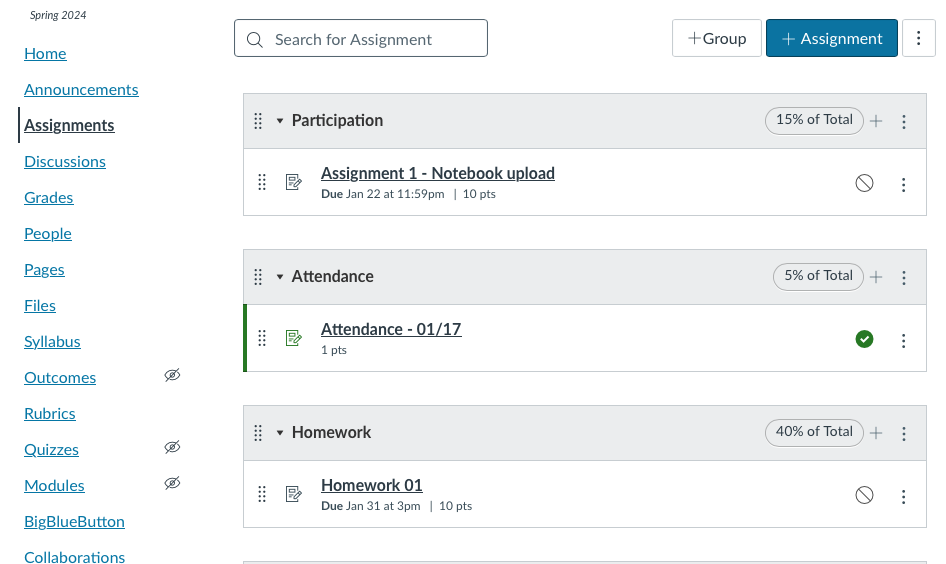 Spring 2024
Home
Announcements
Assignments
Discussions
Grades
People
Pages
Files
Syllabus
Outcomes
Rubrics
Quizzes
Modules
BigBlueButton
Collaborations
Search for Assignment
+Group
+ Assignment
Participation
15% of Total
Assignment 1 - Notebook upload
Due Jan 22 at 11:59pm | 10 pts
Attendance
5% of Total
Attendance - 01/17
1 pts
Homework
40% of Total
Homework 01
Due Jan 31 at 3pm | 10 pts